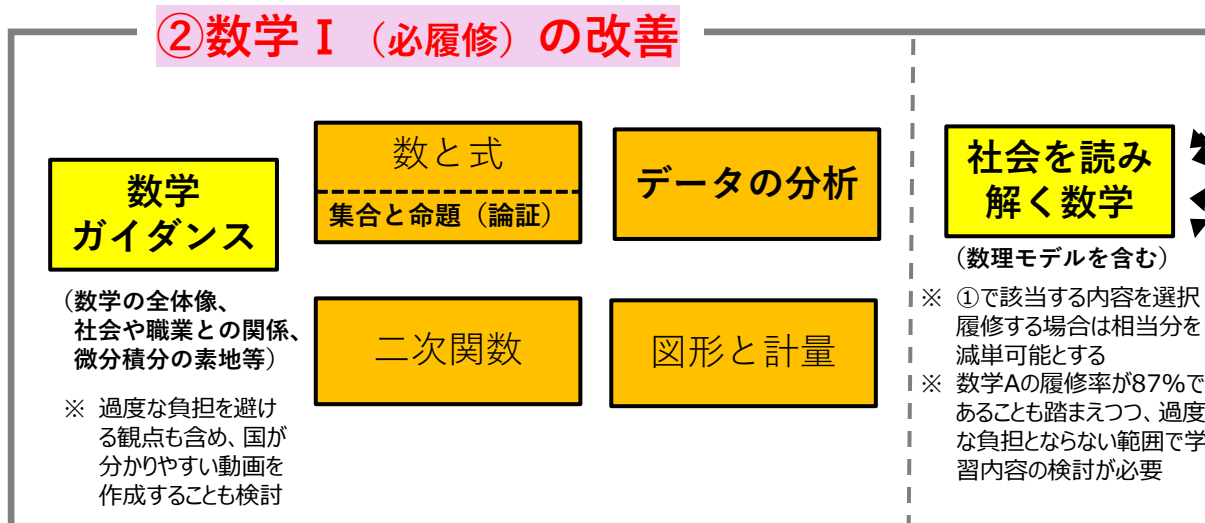 ②数学Ⅰ（必履修）の改善
数学
ガイダンス
（数学の全体像、
社会や職業との関係、
微分積分の素地等）
※ 過度な負担を避け
る観点も含め、国が
分かりやすい動画を
作成することも検討
数と式
集合と命題（論証）
データの分析
二次関数
図形と計量
社会を読み
解く数学
（数理モデルを含む）
※ ①で該当する内容を選択
履修する場合は相当分を
減単可能とする
※ 数学Aの履修率が87%で
あることも踏まえつつ、過度
な負担とならない範囲で学
習内容の検討が必要